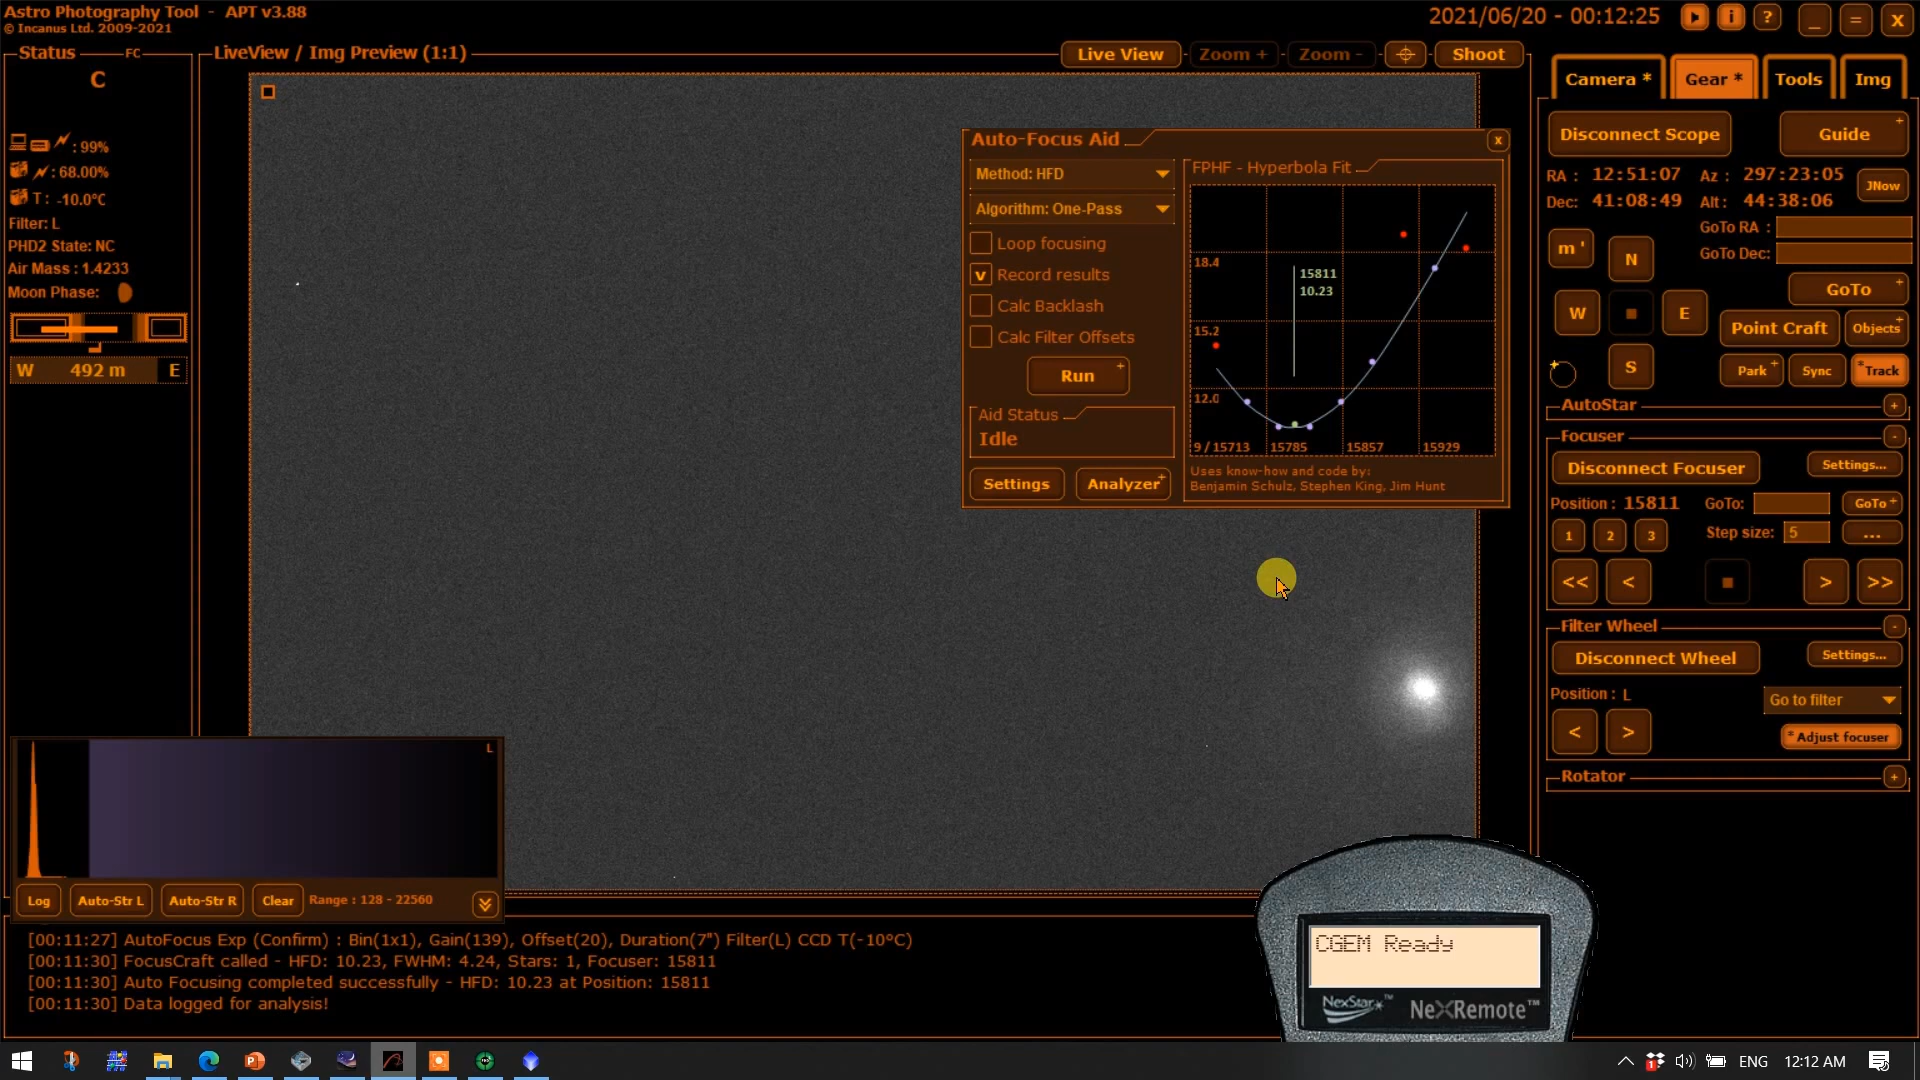 Astro Photography Tool - APT v3.88
© Incanus Ltd. 2009-2021
2021/06/20 - 00:12:25
i
?
_
=
X
Status
FC
C
: 99%
: 68.00%
T : -10.0°C
Filter: L
PHD2 State: NC
Air Mass : 1.4233
Moon Phase:
W 492 m E
LiveView / Img Preview (1:1)
Live View
Zoom +
Zoom -
Shoot
Auto-Focus Aid
x
Method: HFD
Algorithm: One-Pass
Loop focusing
v Record results
Calc Backlash
Calc Filter Offsets
Run +
Aid Status
Idle
Settings
Analyzer +
FPHF - Hyperbola Fit
18.4
15.2
12.0
15811
10.23
9 / 15713 15785 15857 15929
Uses know-how and code by:
Benjamin Schulz, Stephen King, Jim Hunt
Camera *
Gear *
Tools
Img
Disconnect Scope
Guide +
RA : 12:51:07 Az : 297:23:05
JNow
Dec: 41:08:49 Alt : 44:38:06
GoTo RA :
GoTo Dec:
m '
N
W
E
S
GoTo +
Point Craft
Objects +
Park +
Sync
* Track
AutoStar +
Focuser -
Disconnect Focuser
Settings...
Position : 15811 GoTo:
GoTo +
1 2 3
Step size: 5
...
<< < > >>
Filter Wheel -
Disconnect Wheel
Settings...
Position : L
Go to filter
< >
* Adjust focuser
Rotator +
L
Log
Auto-Str L
Auto-Str R
Clear
Range : 128 - 22560
[00:11:27] AutoFocus Exp (Confirm) : Bin(1x1), Gain(139), Offset(20), Duration(7") Filter(L) CCD T(-10°C)
[00:11:30] FocusCraft called - HFD: 10.23, FWHM: 4.24, Stars: 1, Focuser: 15811
[00:11:30] Auto Focusing completed successfully - HFD: 10.23 at Position: 15811
[00:11:30] Data logged for analysis!
CGEM Ready
NexStar™ NeXRemote™
ENG 12:12 AM